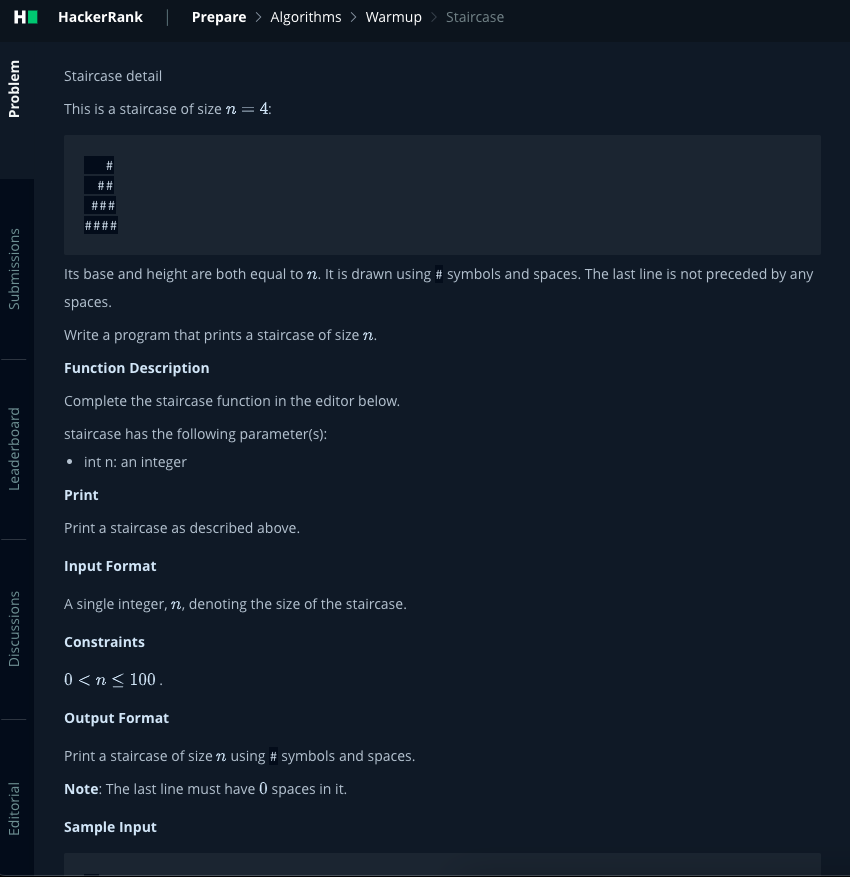 HackerRank | Prepare > Algorithms > Warmup > Staircase
Problem
Submissions
Leaderboard
Discussions
Editorial
Staircase detail
This is a staircase of size n = 4:
   #
  ##
 ###
####
Its base and height are both equal to n. It is drawn using # symbols and spaces. The last line is not preceded by any
spaces.
Write a program that prints a staircase of size n.
Function Description
Complete the staircase function in the editor below.
staircase has the following parameter(s):
• int n: an integer
Print
Print a staircase as described above.
Input Format
A single integer, n, denoting the size of the staircase.
Constraints
0 < n ≤ 100 .
Output Format
Print a staircase of size n using # symbols and spaces.
Note: The last line must have 0 spaces in it.
Sample Input